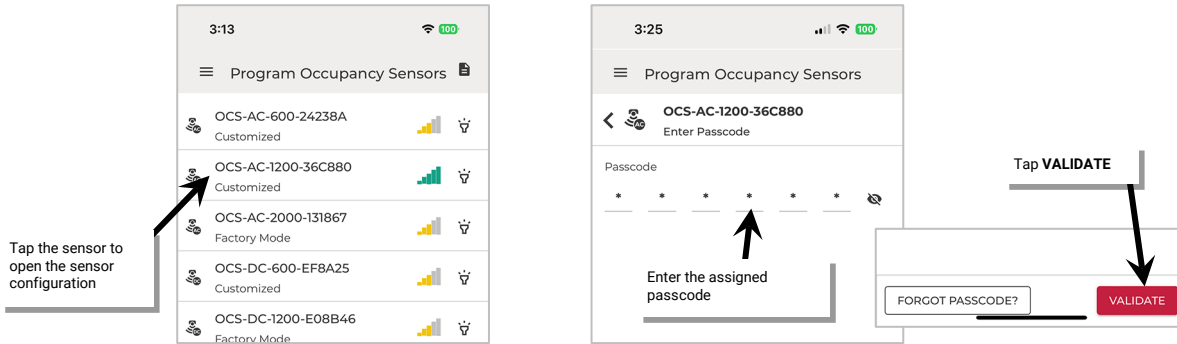 3:13
100
Program Occupancy Sensors
OCS-AC-600-24238A
Customized
OCS-AC-1200-36C880
Customized
OCS-AC-2000-131867
Factory Mode
OCS-DC-600-EF8A25
Customized
OCS-DC-1200-E08B46
Factory Mode
Tap the sensor to
open the sensor
configuration
3:25
100
Program Occupancy Sensors
AC
OCS-AC-1200-36C880
Enter Passcode
Passcode
* * * * * *
Enter the assigned
passcode
Tap VALIDATE
FORGOT PASSCODE?
VALIDATE